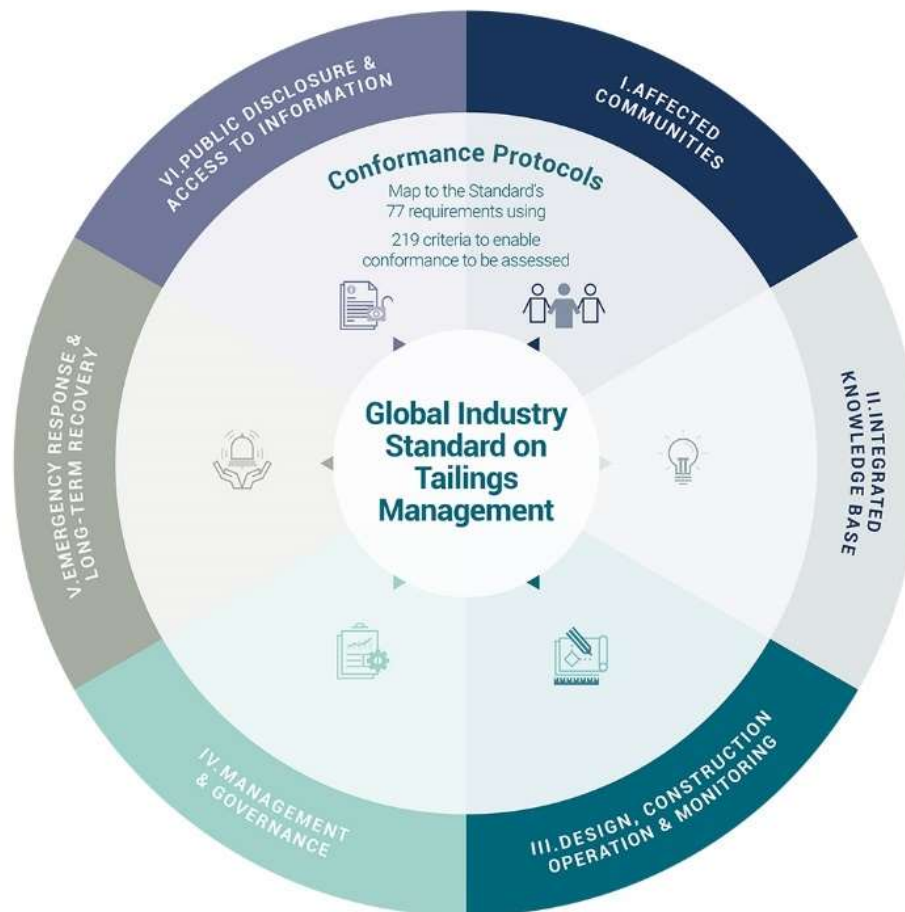 VI.PUBLIC DISCLOSURE &
ACCESS TO INFORMATION
I.AFFECTED
COMMUNITIES
Conformance Protocols
Map to the Standard's
77 requirements using
219 criteria to enable
conformance to be assessed
Global Industry
Standard on
Tailings
Management
II.INTEGRATED
KNOWLEDGE BASE
III.DESIGN, CONSTRUCTION
OPERATION & MONITORING
IV.MANAGEMENT
& GOVERNANCE
V.EMERGENCY RESPONSE &
LONG-TERM RECOVERY